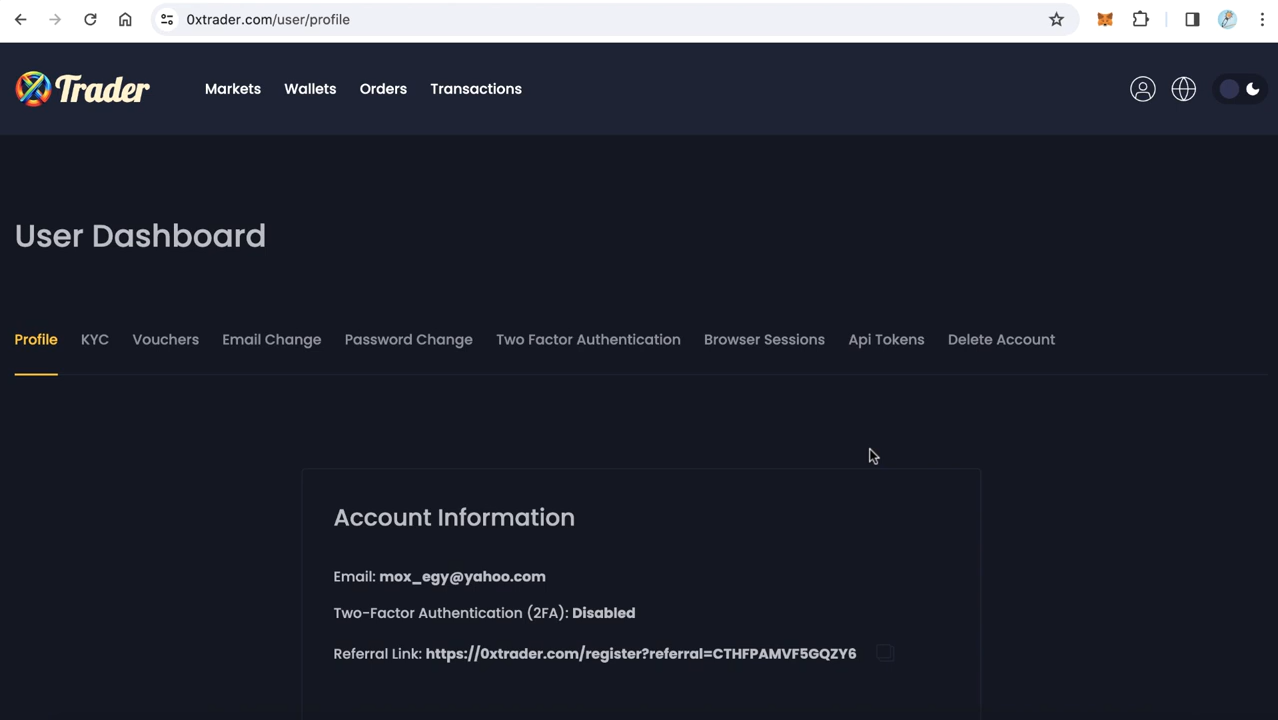 0xtrader.com/user/profile
Trader Markets Wallets Orders Transactions
User Dashboard
Profile KYC Vouchers Email Change Password Change Two Factor Authentication Browser Sessions Api Tokens Delete Account
Account Information
Email: mox_egy@yahoo.com
Two-Factor Authentication (2FA): Disabled
Referral Link: https://0xtrader.com/register?referral=CTHFPAMVF5GQZY6